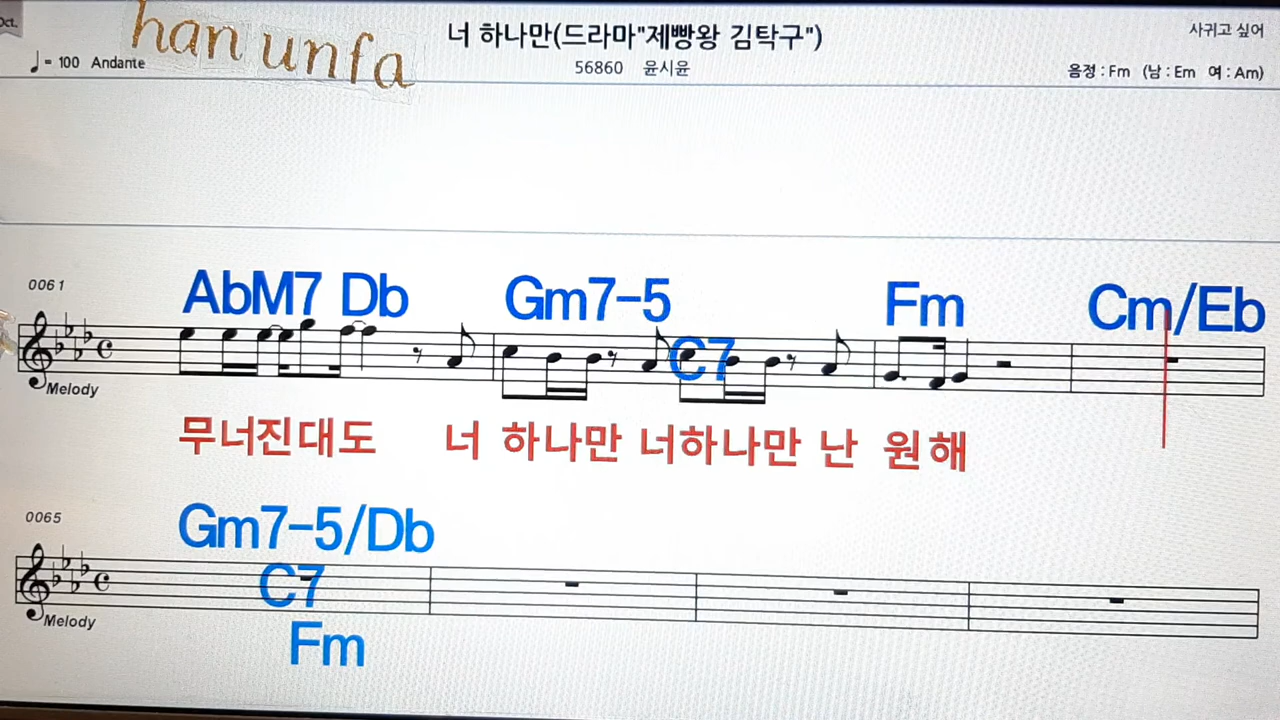 Oct.
han unfa
너 하나만(드라마"제빵왕 김탁구")
사귀고 싶어
♩= 100 Andante
56860 윤시윤
음정 : Fm (남 : Em 여 : Am)
0061
AbM7 Db Gm7-5 C7 Fm Cm/Eb
Melody
무너진대도 너 하나만 너하나만 난 원해
0065
Gm7-5/Db
C7
Melody
Fm